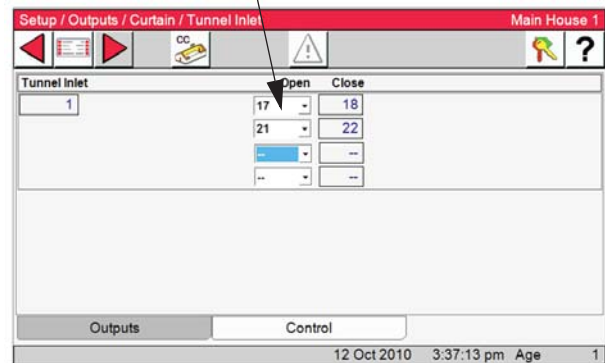 Setup / Outputs / Curtain / Tunnel Inlet Main House 1
CC
?
Tunnel Inlet Open Close
1 17 18
21 22
-- --
-- --
Outputs Control
12 Oct 2010 3:37:13 pm Age 1